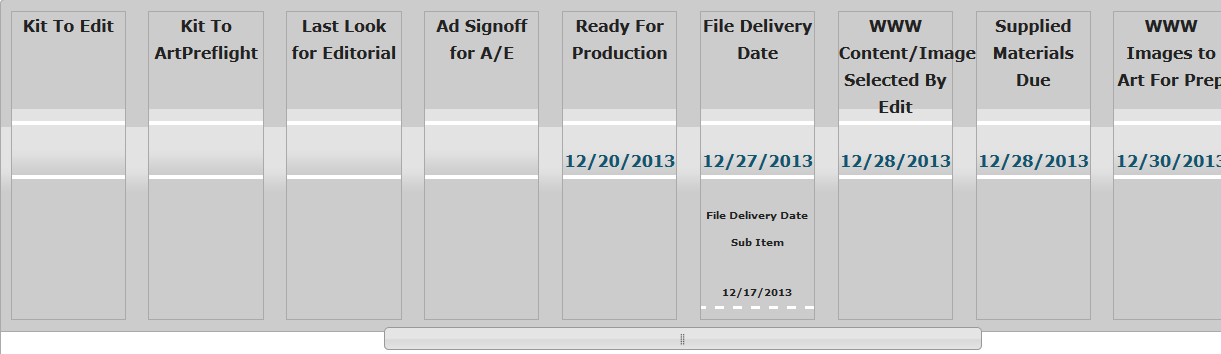 Kit To Edit
Kit To
ArtPreflight
Last Look
for Editorial
Ad Signoff
for A/E
Ready For
Production
File Delivery
Date
WWW
Content/Image
Selected By
Edit
Supplied
Materials
Due
WWW
Images to
Art For Prep
12/20/2013
12/27/2013
12/28/2013
12/28/2013
12/30/2013
File Delivery Date
Sub Item
12/17/2013